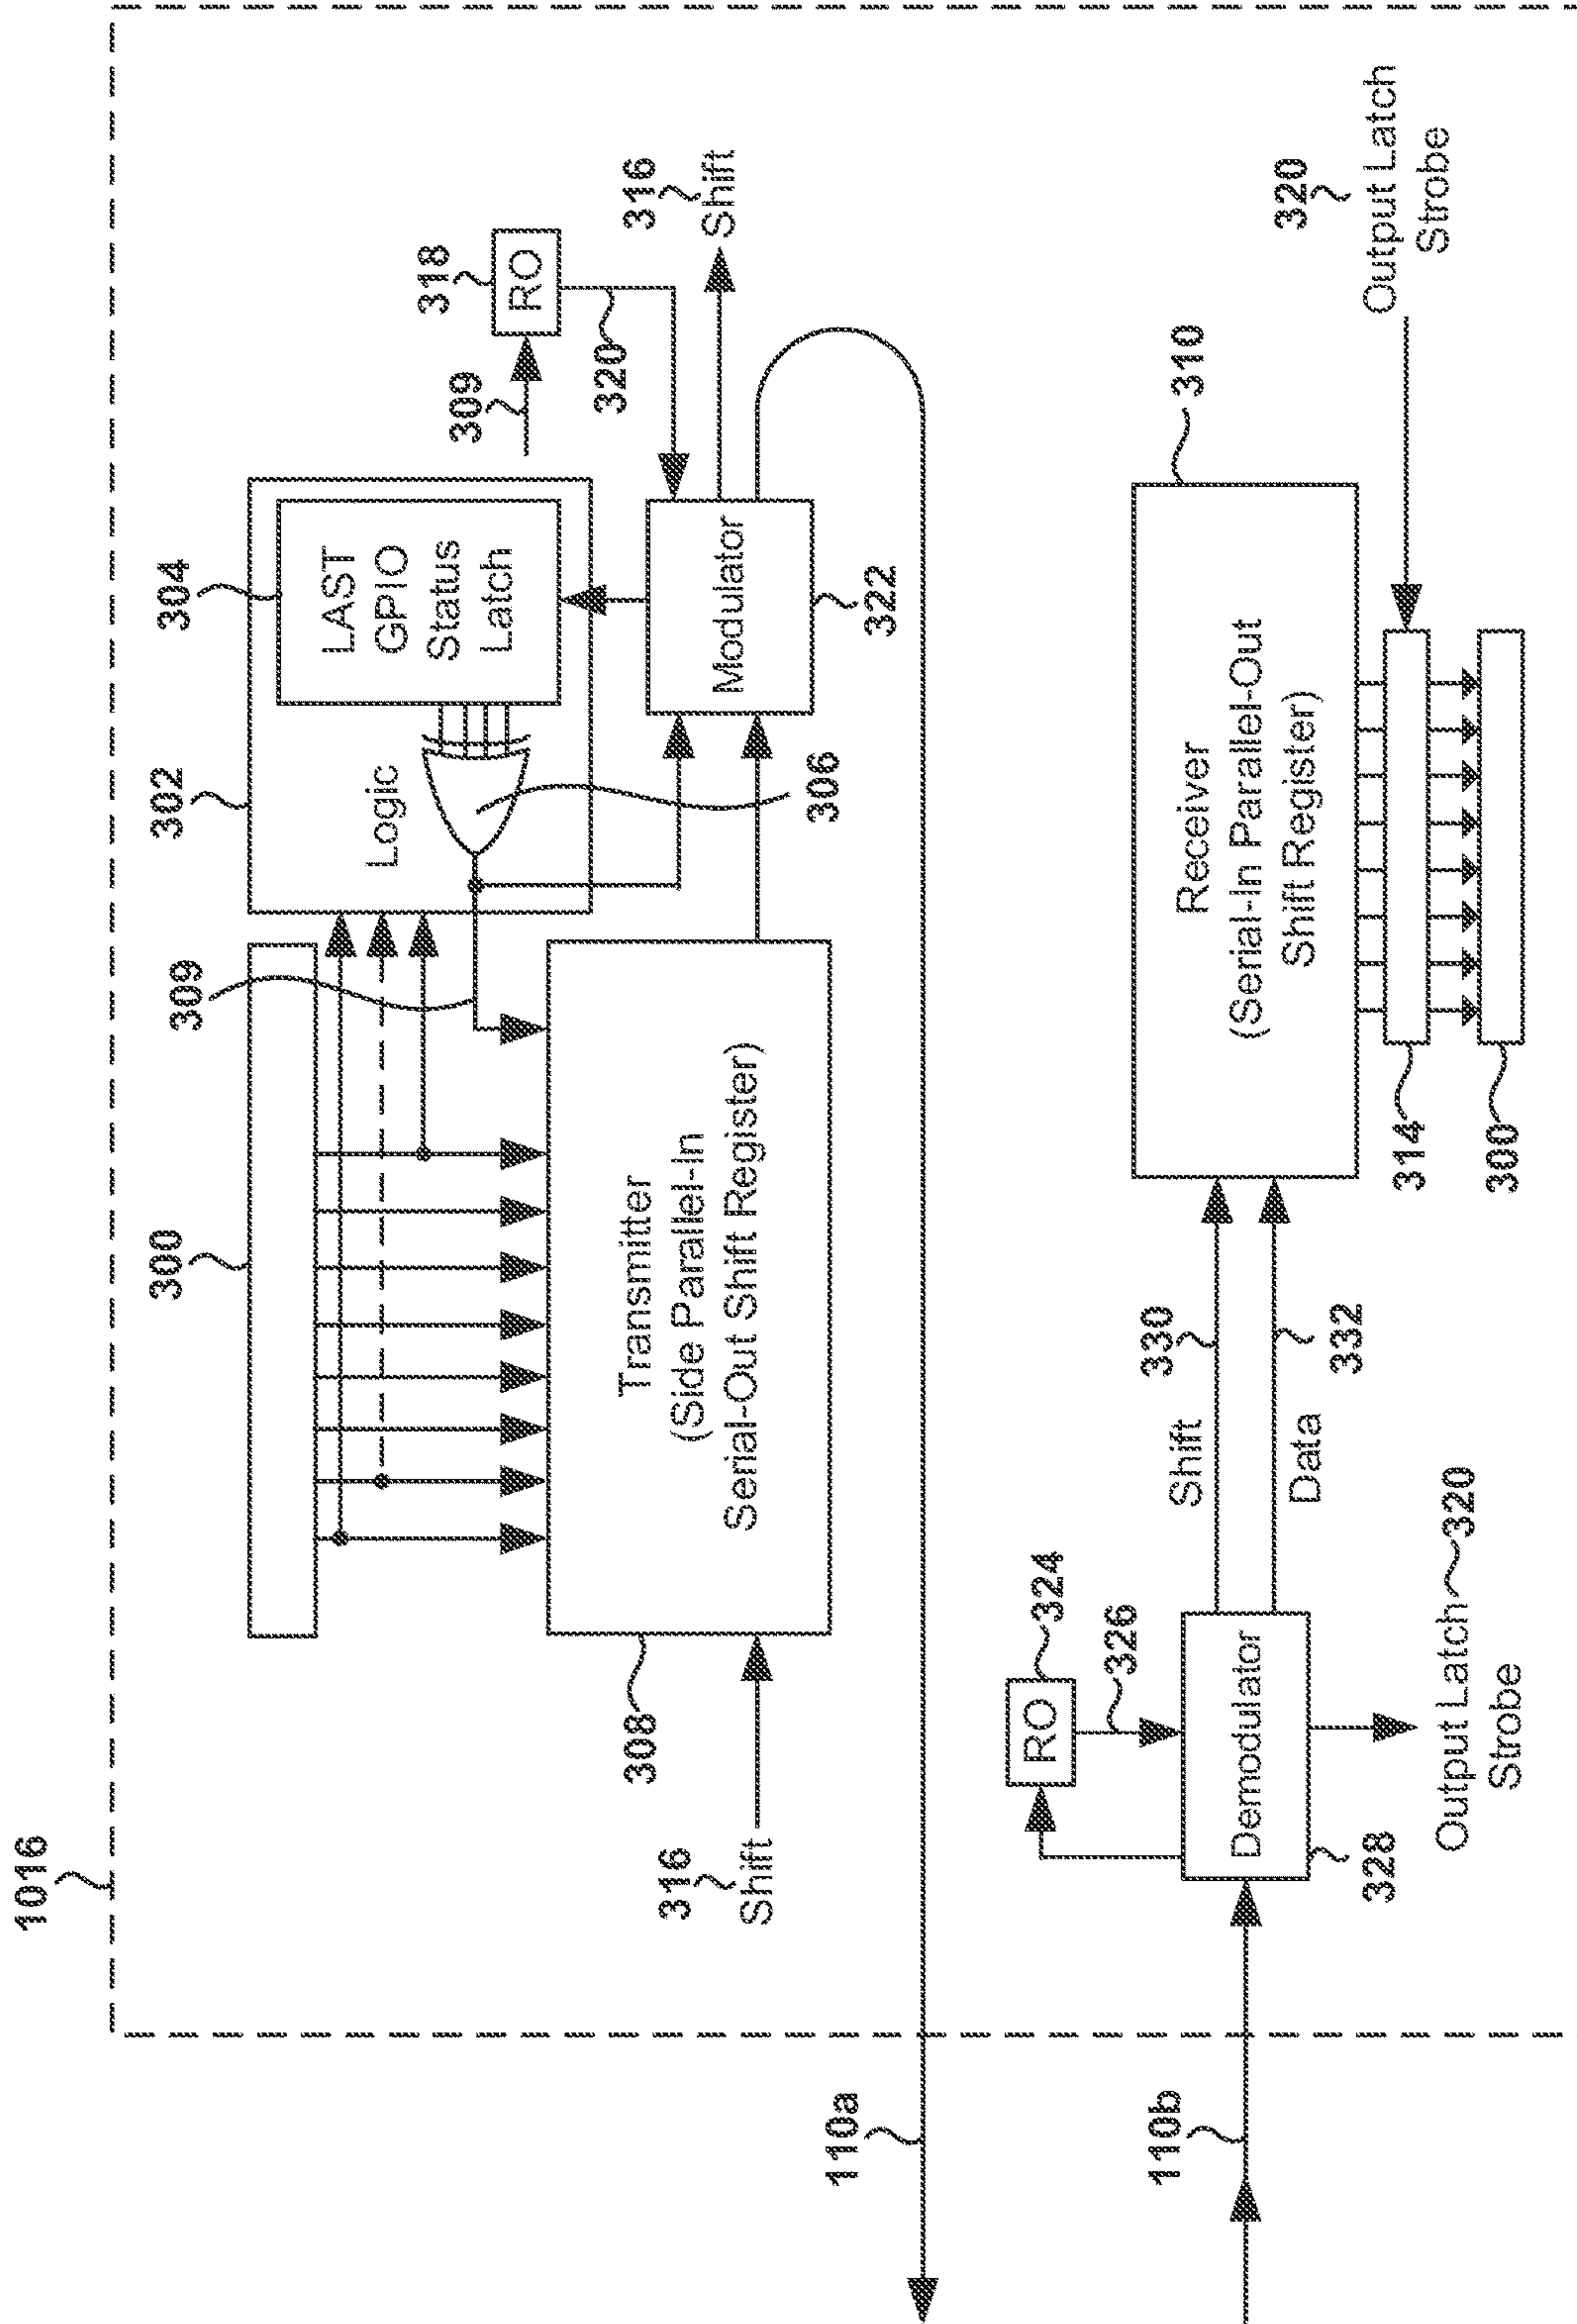 1016
300
302
304
309
LAST
GPIO
Status
Latch
Logic
309
318
RO
320
316
Shift
306
Modulator
322
Transmitter
(Side Parallel-In
Serial-Out Shift Register)
308
316
Shift
110a
110b
RO
324
326
Demodulator
328
Output Latch
Strobe
320
Shift
330
Data
332
Receiver
(Serial-In Parallel-Out
Shift Register)
310
314
300
320
Output Latch
Strobe